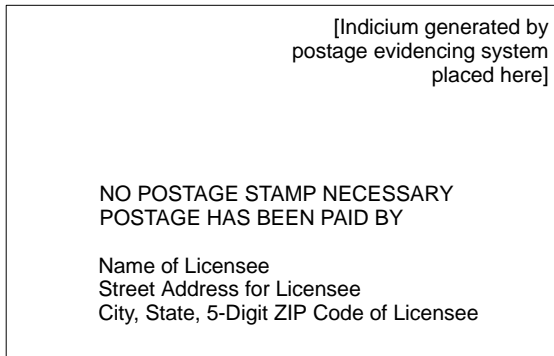 [Indicium generated by
postage evidencing system
placed here]
NO POSTAGE STAMP NECESSARY
POSTAGE HAS BEEN PAID BY
Name of Licensee
Street Address for Licensee
City, State, 5-Digit ZIP Code of Licensee